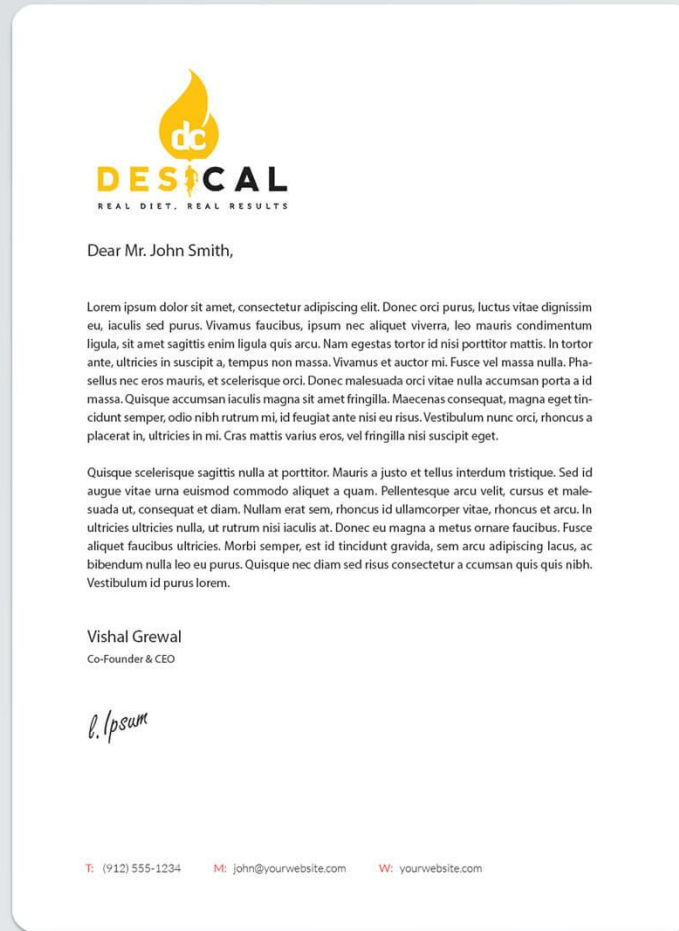 dc
DESICAL
REAL DIET. REAL RESULTS
Dear Mr. John Smith,
Lorem ipsum dolor sit amet, consectetur adipiscing elit. Donec orci purus, luctus vitae dignissim
eu, iaculis sed purus. Vivamus faucibus, ipsum nec aliquet viverra, leo mauris condimentum
ligula, sit amet sagittis enim ligula quis arcu. Nam egestas tortor id nisi porttitor mattis. In tortor
ante, ultricies in suscipit a, tempus non massa. Vivamus et auctor mi. Fusce vel massa nulla. Pha-
sellus nec eros mauris, et scelerisque orci. Donec malesuada orci vitae nulla accumsan porta a id
massa. Quisque accumsan iaculis magna sit amet fringilla. Maecenas consequat, magna eget tin-
cidunt semper, odio nibh rutrum mi, id feugiat ante nisi eu risus. Vestibulum nunc orci, rhoncus a
placerat in, ultricies in mi. Cras mattis varius eros, vel fringilla nisi suscipit eget.
Quisque scelerisque sagittis nulla at porttitor. Mauris a justo et tellus interdum tristique. Sed id
augue vitae urna euismod commodo aliquet a quam. Pellentesque arcu velit, cursus et male-
suada ut, consequat et diam. Nullam erat sem, rhoncus id ullamcorper vitae, rhoncus et arcu. In
ultricies ultricies nulla, ut rutrum nisi iaculis at. Donec eu magna a metus ornare faucibus. Fusce
aliquet faucibus ultricies. Morbi semper, est id tincidunt gravida, sem arcu adipiscing lacus, ac
bibendum nulla leo eu purus. Quisque nec diam sed risus consectetur a ccumsan quis quis nibh.
Vestibulum id purus lorem.
Vishal Grewal
Co-Founder & CEO
l. Ipsum
T: (912) 555-1234 M: john@yourwebsite.com W: yourwebsite.com